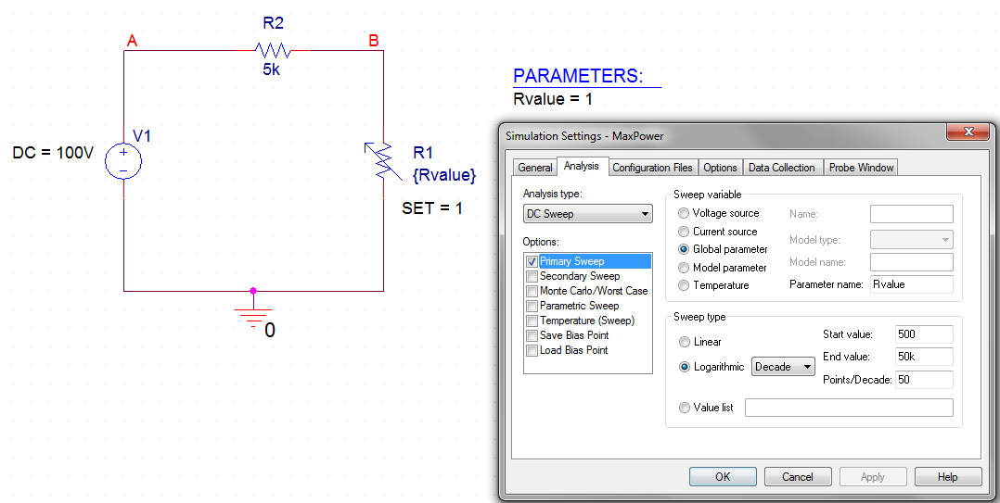 R2
A
B
5k
PARAMETERS:
Rvalue = 1
V1
+
−
DC = 100V
R1
{Rvalue}
SET = 1
0
Simulation Settings - MaxPower
General Analysis Configuration Files Options Data Collection Probe Window
Analysis type:
DC Sweep
Options:
Primary Sweep
Secondary Sweep
Monte Carlo/Worst Case
Parametric Sweep
Temperature (Sweep)
Save Bias Point
Load Bias Point
Sweep variable
Voltage source
Current source
Global parameter
Model parameter
Temperature
Name:
Model type:
Model name:
Parameter name: Rvalue
Sweep type
Linear
Logarithmic Decade
Start value: 500
End value: 50k
Points/Decade: 50
Value list
OK Cancel Apply Help